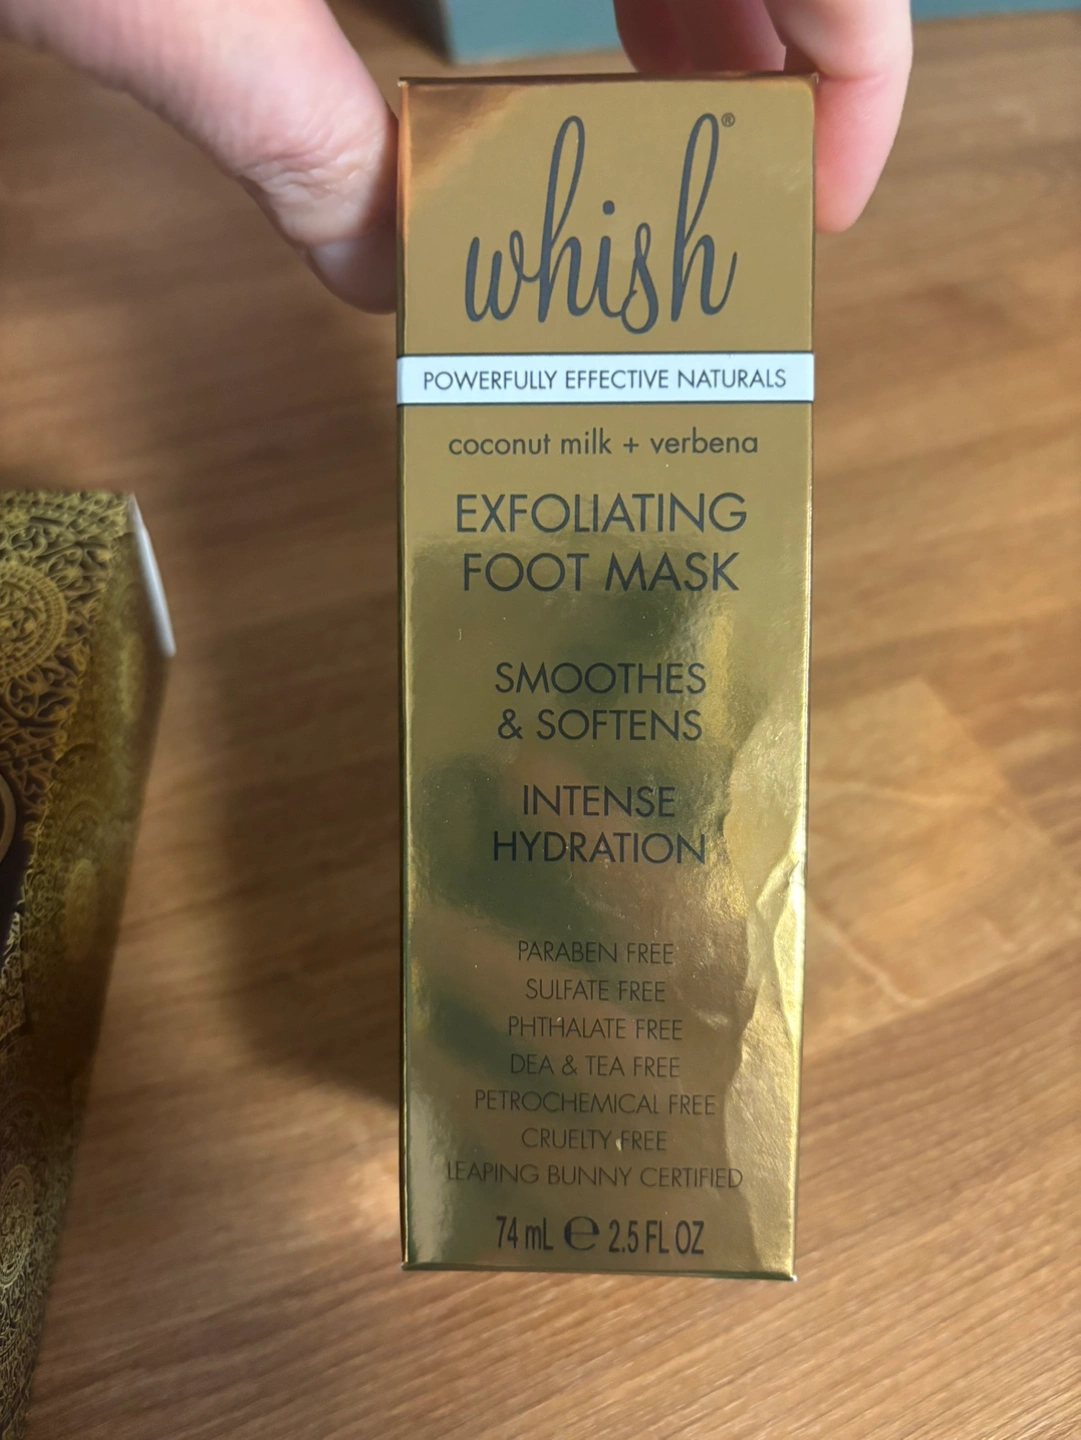 whish®
POWERFULLY EFFECTIVE NATURALS
coconut milk + verbena
EXFOLIATING
FOOT MASK
SMOOTHES
& SOFTENS
INTENSE
HYDRATION
PARABEN FREE
SULFATE FREE
PHTHALATE FREE
DEA & TEA FREE
PETROCHEMICAL FREE
CRUELTY FREE
LEAPING BUNNY CERTIFIED
74 mL ℮ 2.5 FL OZ